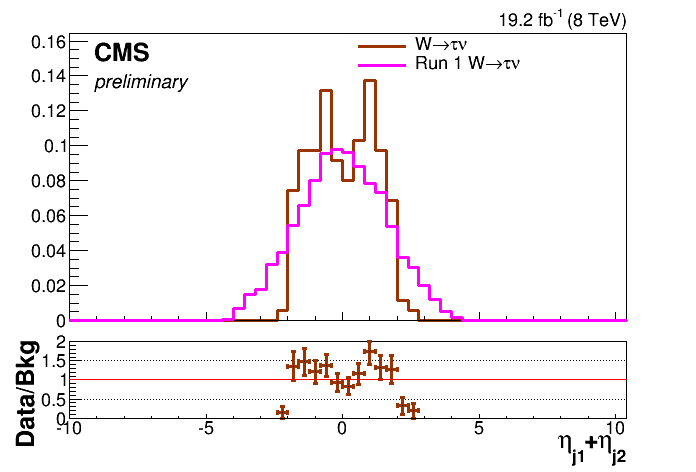 19.2 fb⁻¹ (8 TeV)
CMS
preliminary
W→τν
Run 1 W→τν
0.16
0.14
0.12
0.1
0.08
0.06
0.04
0.02
0
Data/Bkg
2
1.5
1
0.5
0
-10 -5 0 5 10
η_j1+η_j2